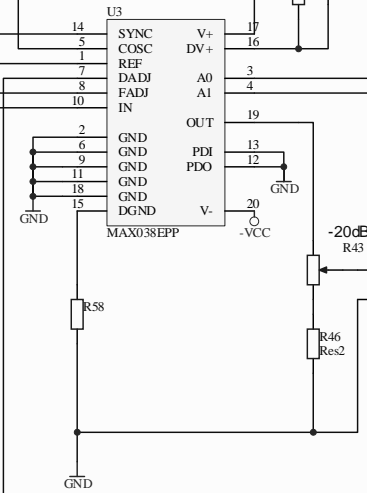 U3
14 SYNC V+ 17
5 COSC DV+ 16
1 REF
7 DADJ A0 3
8 FADJ A1 4
10 IN
OUT 19
2 GND
6 GND PDI 13
9 GND PDO 12
11 GND
18 GND
GND
15 DGND V- 20
GND
MAX038EPP
-VCC
-20dB
R43
R58
R46
Res2
GND